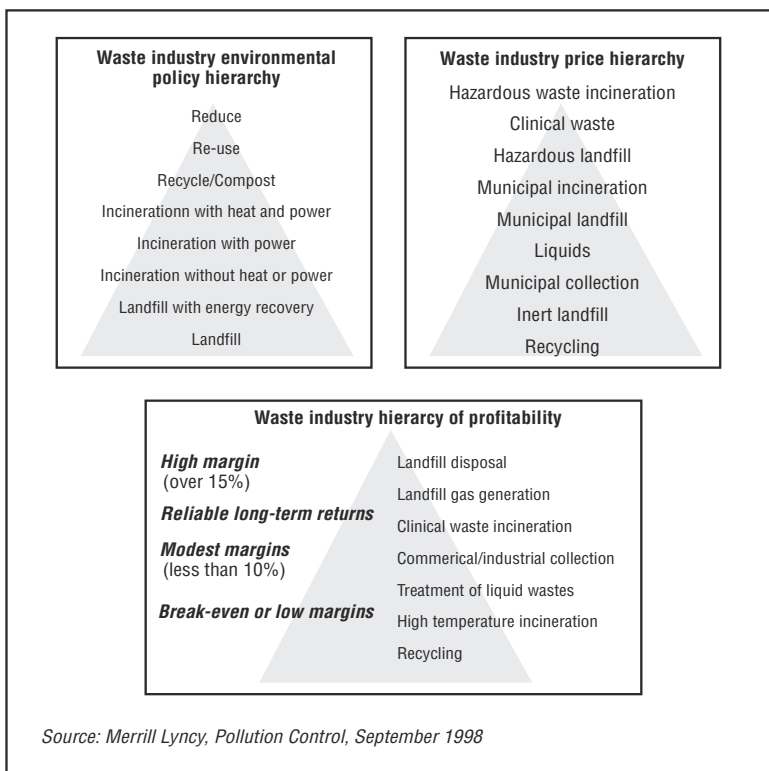 Waste industry environmental
policy hierarchy
Reduce
Re-use
Recycle/Compost
Incinerationn with heat and power
Incineration with power
Incineration without heat or power
Landfill with energy recovery
Landfill
Waste industry price hierarchy
Hazardous waste incineration
Clinical waste
Hazardous landfill
Municipal incineration
Municipal landfill
Liquids
Municipal collection
Inert landfill
Recycling
Waste industry hierarcy of profitability
High margin
(over 15%)
Reliable long-term returns
Modest margins
(less than 10%)
Break-even or low margins
Landfill disposal
Landfill gas generation
Clinical waste incineration
Commerical/industrial collection
Treatment of liquid wastes
High temperature incineration
Recycling
Source: Merrill Lyncy, Pollution Control, September 1998